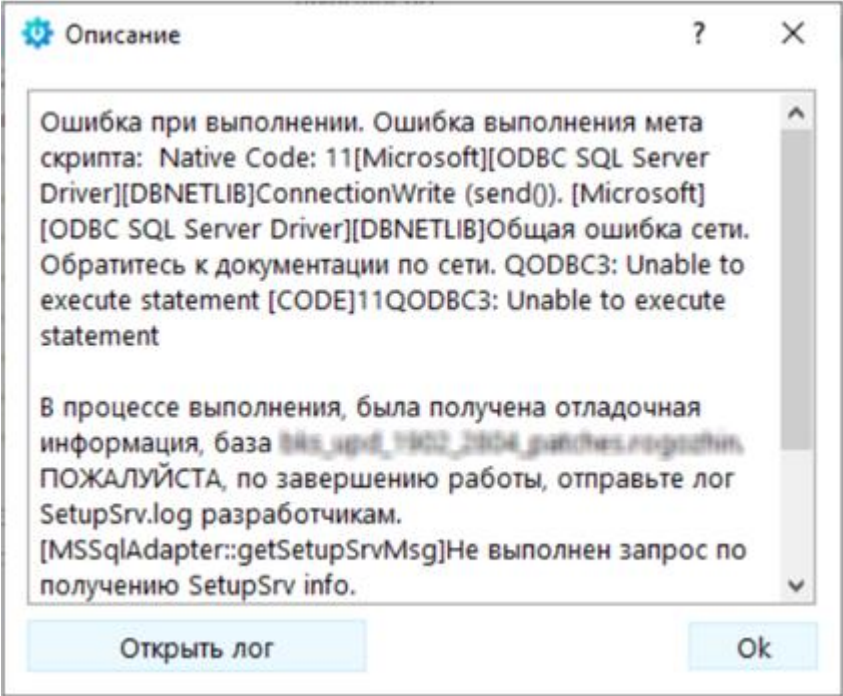 Описание
?
Ошибка при выполнении. Ошибка выполнения мета
скрипта:  Native Code: 11[Microsoft][ODBC SQL Server
Driver][DBNETLIB]ConnectionWrite (send()). [Microsoft]
[ODBC SQL Server Driver][DBNETLIB]Общая ошибка сети.
Обратитесь к документации по сети. QODBC3: Unable to
execute statement [CODE]11QODBC3: Unable to execute
statement
В процессе выполнения, была получена отладочная
информация, база
ПОЖАЛУЙСТА, по завершению работы, отправьте лог
SetupSrv.log разработчикам.
[MSSqlAdapter::getSetupSrvMsg]Не выполнен запрос по
получению SetupSrv info.
Открыть лог
Ok